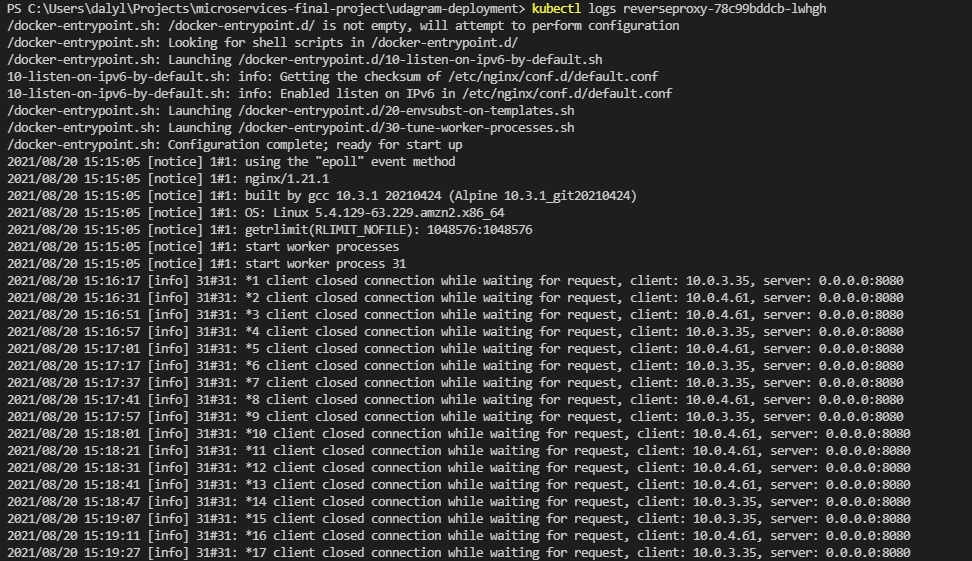 PS C:\Users\dalyl\Projects\microservices-final-project\udagram-deployment> kubectl logs reverseproxy-78c99bddcb-lwhgh
/docker-entrypoint.sh: /docker-entrypoint.d/ is not empty, will attempt to perform configuration
/docker-entrypoint.sh: Looking for shell scripts in /docker-entrypoint.d/
/docker-entrypoint.sh: Launching /docker-entrypoint.d/10-listen-on-ipv6-by-default.sh
10-listen-on-ipv6-by-default.sh: info: Getting the checksum of /etc/nginx/conf.d/default.conf
10-listen-on-ipv6-by-default.sh: info: Enabled listen on IPv6 in /etc/nginx/conf.d/default.conf
/docker-entrypoint.sh: Launching /docker-entrypoint.d/20-envsubst-on-templates.sh
/docker-entrypoint.sh: Launching /docker-entrypoint.d/30-tune-worker-processes.sh
/docker-entrypoint.sh: Configuration complete; ready for start up
2021/08/20 15:15:05 [notice] 1#1: using the "epoll" event method
2021/08/20 15:15:05 [notice] 1#1: nginx/1.21.1
2021/08/20 15:15:05 [notice] 1#1: built by gcc 10.3.1 20210424 (Alpine 10.3.1_git20210424)
2021/08/20 15:15:05 [notice] 1#1: OS: Linux 5.4.129-63.229.amzn2.x86_64
2021/08/20 15:15:05 [notice] 1#1: getrlimit(RLIMIT_NOFILE): 1048576:1048576
2021/08/20 15:15:05 [notice] 1#1: start worker processes
2021/08/20 15:15:05 [notice] 1#1: start worker process 31
2021/08/20 15:16:17 [info] 31#31: *1 client closed connection while waiting for request, client: 10.0.3.35, server: 0.0.0.0:8080
2021/08/20 15:16:31 [info] 31#31: *2 client closed connection while waiting for request, client: 10.0.4.61, server: 0.0.0.0:8080
2021/08/20 15:16:51 [info] 31#31: *3 client closed connection while waiting for request, client: 10.0.4.61, server: 0.0.0.0:8080
2021/08/20 15:16:57 [info] 31#31: *4 client closed connection while waiting for request, client: 10.0.3.35, server: 0.0.0.0:8080
2021/08/20 15:17:01 [info] 31#31: *5 client closed connection while waiting for request, client: 10.0.4.61, server: 0.0.0.0:8080
2021/08/20 15:17:17 [info] 31#31: *6 client closed connection while waiting for request, client: 10.0.3.35, server: 0.0.0.0:8080
2021/08/20 15:17:37 [info] 31#31: *7 client closed connection while waiting for request, client: 10.0.3.35, server: 0.0.0.0:8080
2021/08/20 15:17:41 [info] 31#31: *8 client closed connection while waiting for request, client: 10.0.4.61, server: 0.0.0.0:8080
2021/08/20 15:17:57 [info] 31#31: *9 client closed connection while waiting for request, client: 10.0.3.35, server: 0.0.0.0:8080
2021/08/20 15:18:01 [info] 31#31: *10 client closed connection while waiting for request, client: 10.0.4.61, server: 0.0.0.0:8080
2021/08/20 15:18:21 [info] 31#31: *11 client closed connection while waiting for request, client: 10.0.4.61, server: 0.0.0.0:8080
2021/08/20 15:18:31 [info] 31#31: *12 client closed connection while waiting for request, client: 10.0.4.61, server: 0.0.0.0:8080
2021/08/20 15:18:41 [info] 31#31: *13 client closed connection while waiting for request, client: 10.0.4.61, server: 0.0.0.0:8080
2021/08/20 15:18:47 [info] 31#31: *14 client closed connection while waiting for request, client: 10.0.3.35, server: 0.0.0.0:8080
2021/08/20 15:19:07 [info] 31#31: *15 client closed connection while waiting for request, client: 10.0.3.35, server: 0.0.0.0:8080
2021/08/20 15:19:11 [info] 31#31: *16 client closed connection while waiting for request, client: 10.0.4.61, server: 0.0.0.0:8080
2021/08/20 15:19:27 [info] 31#31: *17 client closed connection while waiting for request, client: 10.0.3.35, server: 0.0.0.0:8080